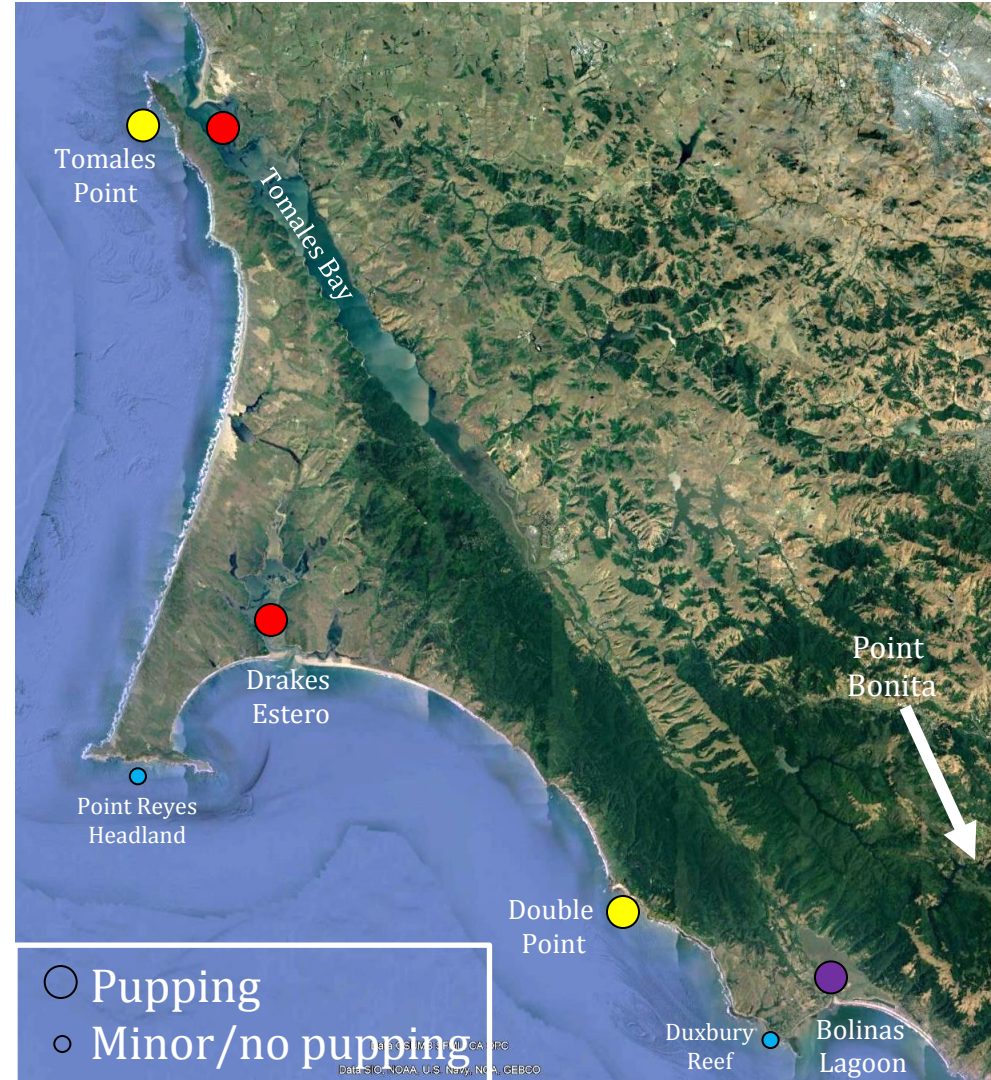 Tomales
Point
Tomales Bay
Point
Bonita
Drakes
Estero
Point Reyes
Headland
Double
Point
Duxbury
Reef
Bolinas
Lagoon
Pupping
Minor/no pupping
Data SIO, NOAA, U.S. Navy, NGA, GEBCO